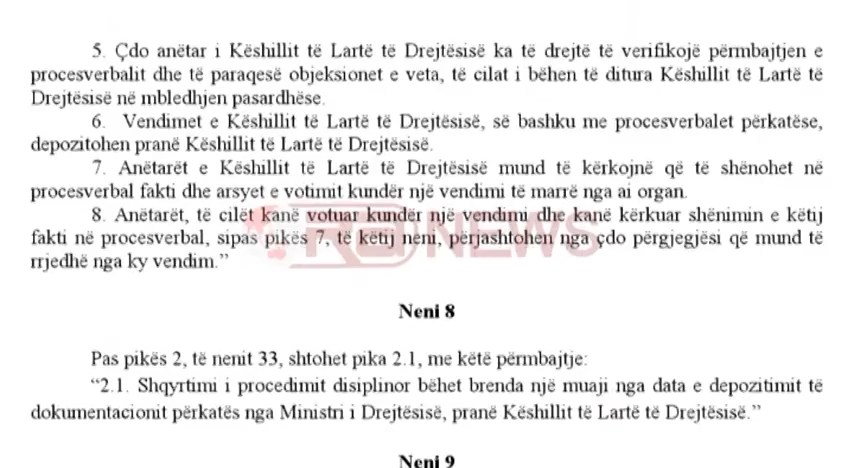 5. Çdo anëtar i Këshillit të Lartë të Drejtësisë ka të drejtë të verifikojë përmbajtjen e
procesverbalit dhe të paraqesë objeksionet e veta, të cilat i bëhen të ditura Këshillit të Lartë të
Drejtësisë në mbledhjen pasardhëse.
6. Vendimet e Këshillit të Lartë të Drejtësisë, së bashku me procesverbalet përkatëse,
depozitohen pranë Këshillit të Lartë të Drejtësisë.
7. Anëtarët e Këshillit të Lartë të Drejtësisë mund të kërkojnë që të shënohet në
procesverbal fakti dhe arsyet e votimit kundër një vendimi të marrë nga ai organ.
8. Anëtarët, të cilët kanë votuar kundër një vendimi dhe kanë kërkuar shënimin e këtij
fakti në procesverbal, sipas pikës 7, të këtij neni, përjashtohen nga çdo përgjegjësi që mund të
rrjedhë nga ky vendim.”
NEWS
Neni 8
Pas pikës 2, të nenit 33, shtohet pika 2.1, me këtë përmbajtje:
“2.1. Shqyrtimi i procedimit disiplinor bëhet brenda një muaji nga data e depozitimit të
dokumentacionit përkatës nga Ministri i Drejtësisë, pranë Këshillit të Lartë të Drejtësisë.”
Neni 9